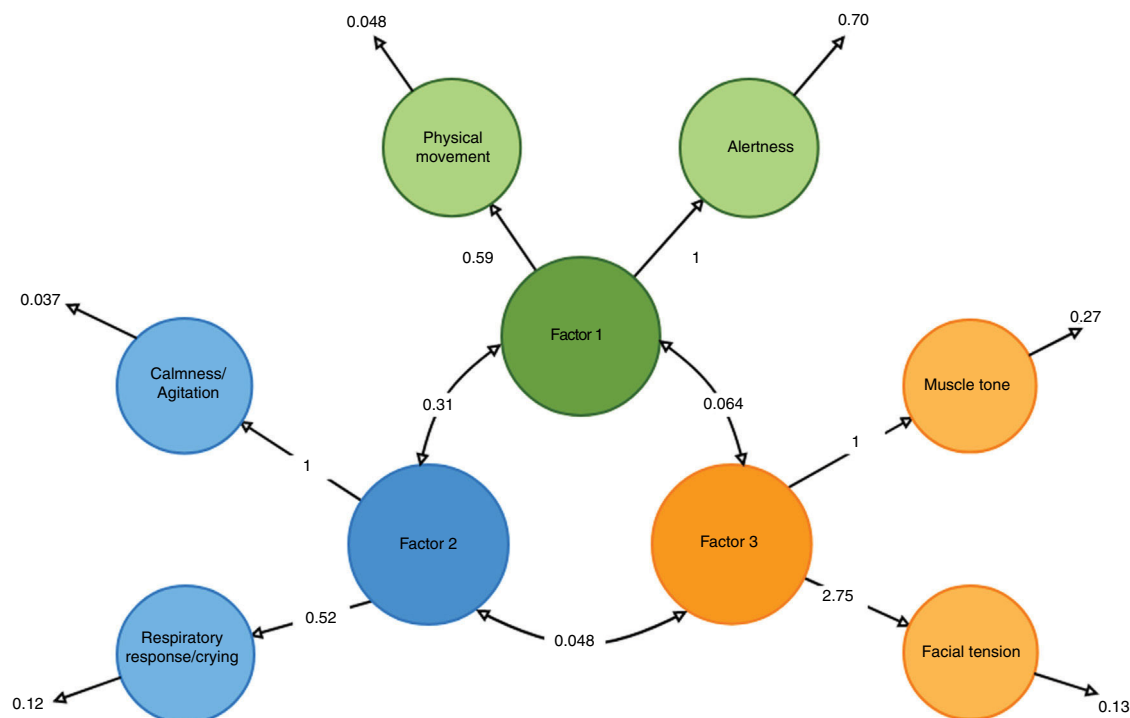 0.048
0.70
Physical
movement
Alertness
0.59
1
0.037
Factor 1
0.27
Calmness/
Agitation
Muscle tone
0.31
0.064
1
1
Factor 2
Factor 3
2.75
0.52
0.048
Respiratory
response/crying
Facial tension
0.12
0.13